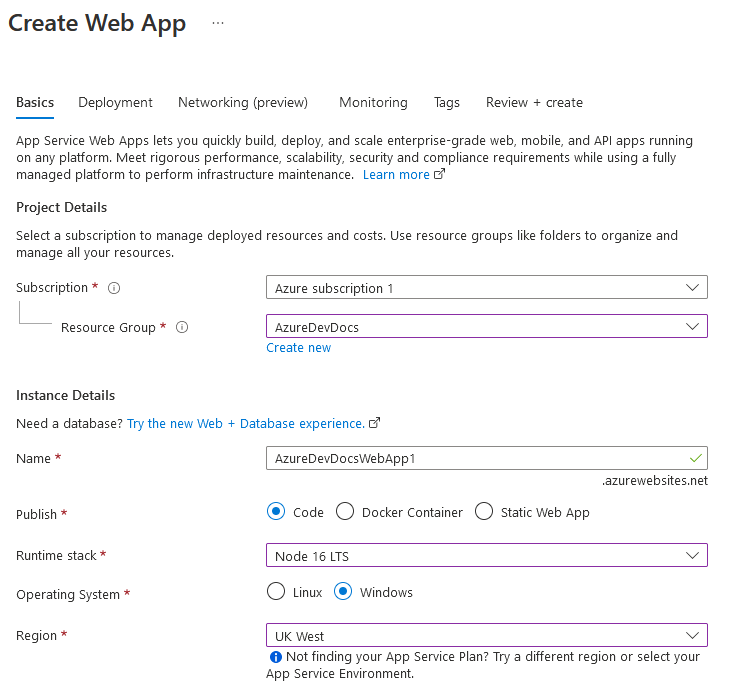 Create Web App ...
Basics Deployment Networking (preview) Monitoring Tags Review + create
App Service Web Apps lets you quickly build, deploy, and scale enterprise-grade web, mobile, and API apps running
on any platform. Meet rigorous performance, scalability, security and compliance requirements while using a fully
managed platform to perform infrastructure maintenance. Learn more
Project Details
Select a subscription to manage deployed resources and costs. Use resource groups like folders to organize and
manage all your resources.
Subscription * Azure subscription 1
Resource Group * AzureDevDocs
Create new
Instance Details
Need a database? Try the new Web + Database experience.
Name * AzureDevDocsWebApp1
.azurewebsites.net
Publish * Code Docker Container Static Web App
Runtime stack * Node 16 LTS
Operating System * Linux Windows
Region * UK West
Not finding your App Service Plan? Try a different region or select your
App Service Environment.